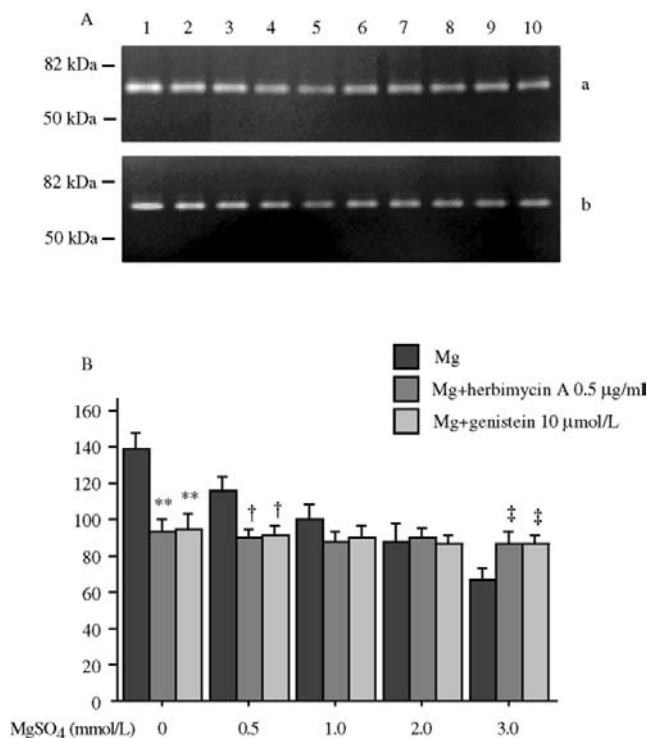 A 1 2 3 4 5 6 7 8 9 10
82 kDa
a
50 kDa
82 kDa
b
50 kDa
B
Mg
Mg+herbimycin A 0.5 μg/ml
Mg+genistein 10 μmol/L
160
140
120
100
80
60
40
20
0
** **
† †
‡ ‡
MgSO4 (mmol/L) 0 0.5 1.0 2.0 3.0